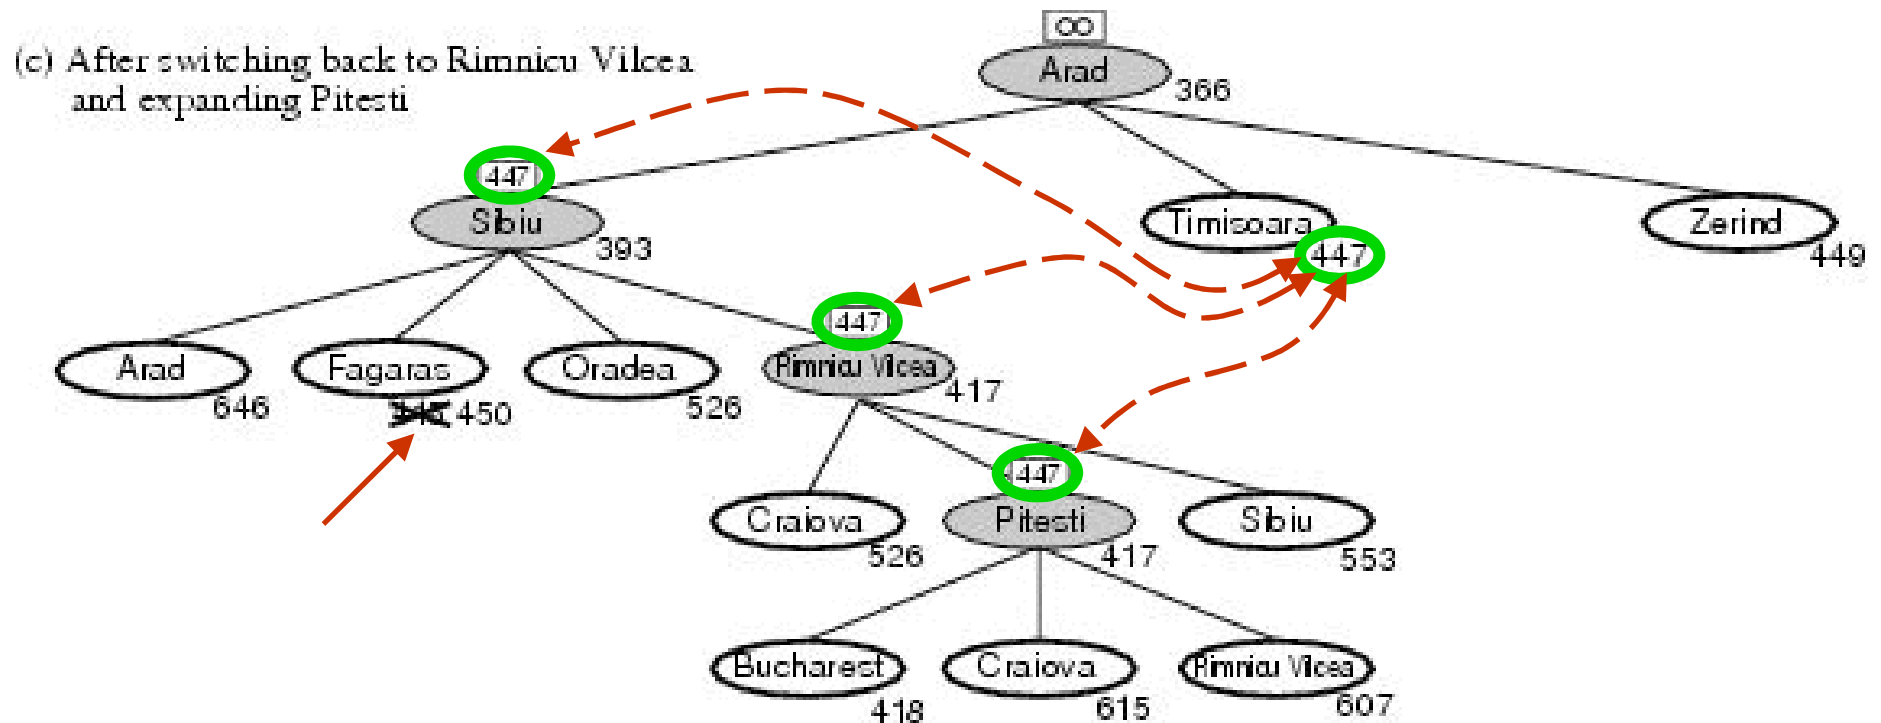 ∞
(c) After switching back to Rimnicu Vilcea
and expanding Pitesti
Arad
366
447
Sibiu
393
Timisoara
447
Zerind
449
Arad
646
Fagaras
450
Oradea
526
447
Rimnicu Vilcea
417
447
Craiova
526
Pitesti
417
Sibiu
553
Bucharest
418
Craiova
615
Rimnicu Vilcea
607